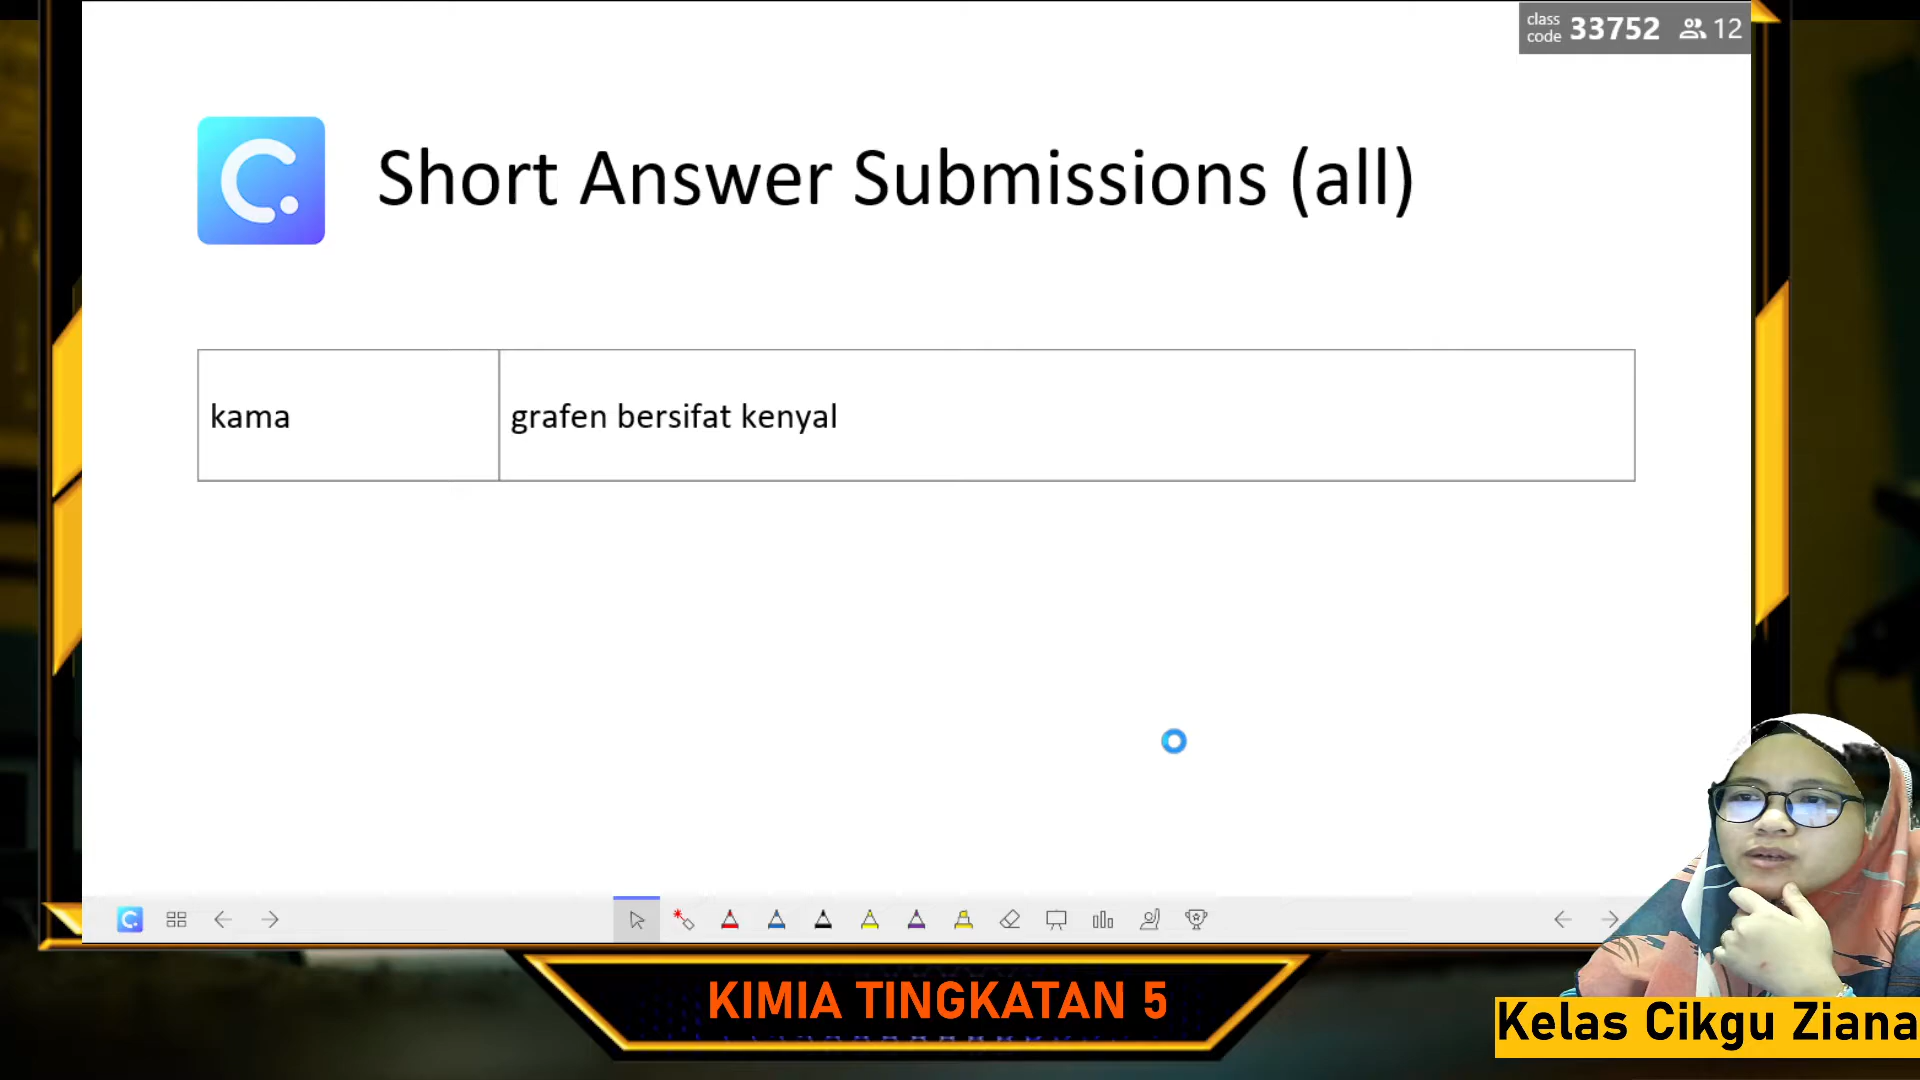 class
code 33752 12
Short Answer Submissions (all)
kama grafen bersifat kenyal
KIMIA TINGKATAN 5
Kelas Cikgu Ziana